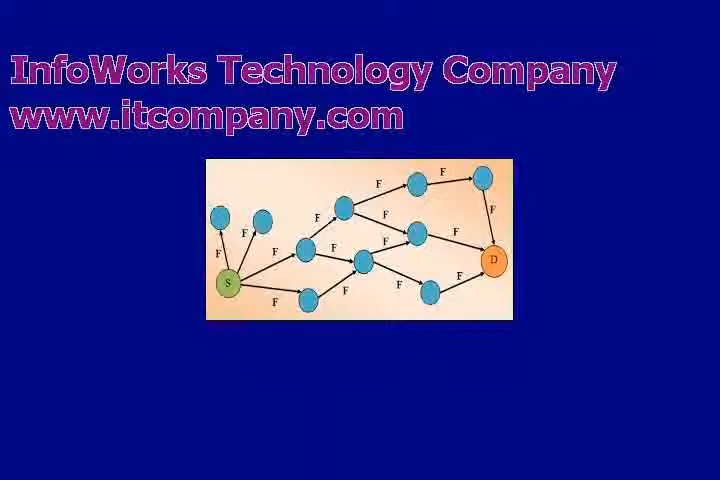 InfoWorks Technology Company
www.itcompany.com
F F
F F F
F F F F F
F F D
S F F F
F